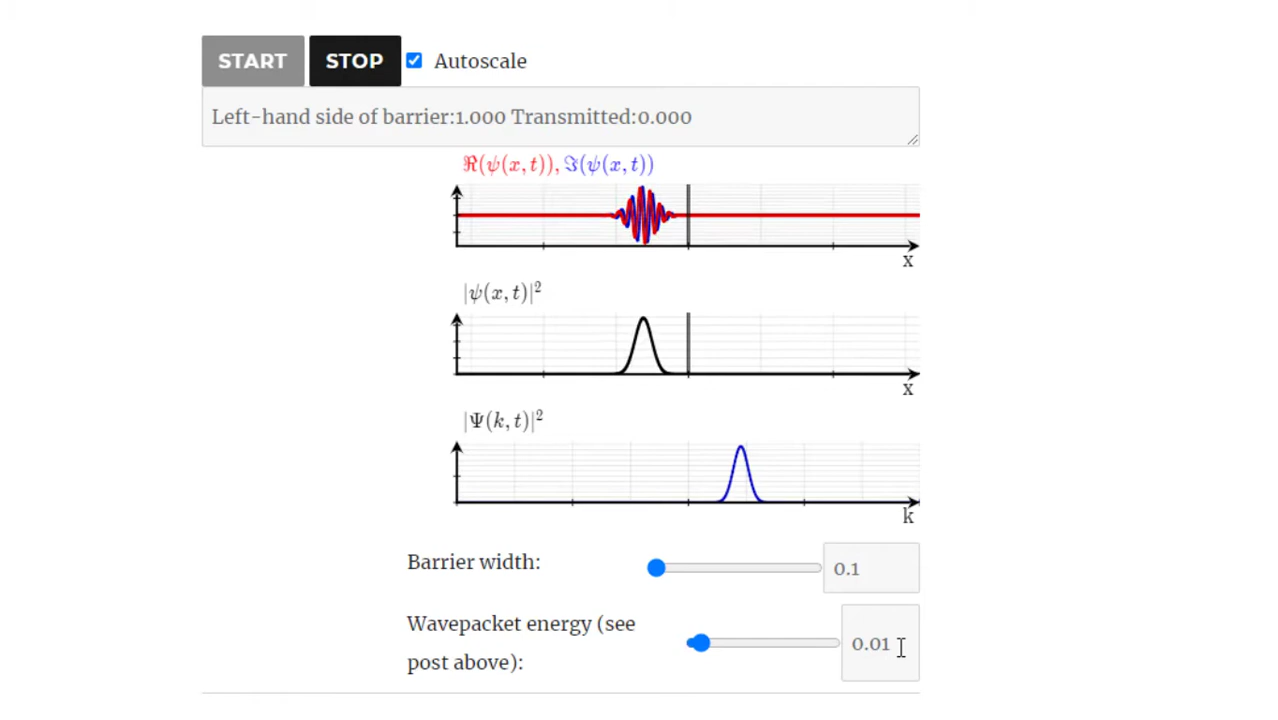 START STOP Autoscale
Left-hand side of barrier:1.000 Transmitted:0.000
ℜ(ψ(x,t)), ℑ(ψ(x,t))
x
|ψ(x,t)|²
x
|Ψ(k,t)|²
k
Barrier width: 0.1
Wavepacket energy (see
post above): 0.01